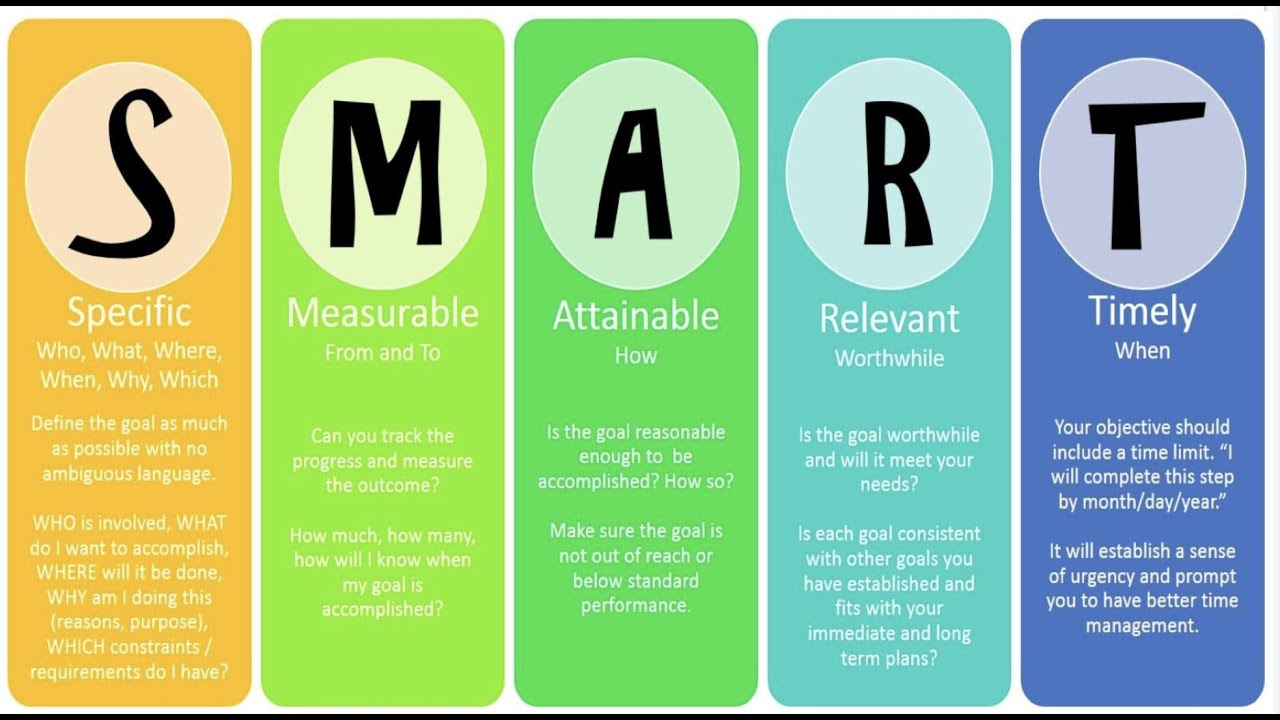 S
Specific
Who, What, Where,
When, Why, Which
Define the goal as much
as possible with no
ambiguous language.
WHO is involved, WHAT
do I want to accomplish,
WHERE will it be done,
WHY am I doing this
(reasons, purpose),
WHICH constraints /
requirements do I have?
M
Measurable
From and To
Can you track the
progress and measure
the outcome?
How much, how many,
how will I know when
my goal is
accomplished?
A
Attainable
How
Is the goal reasonable
enough to be
accomplished? How so?
Make sure the goal is
not out of reach or
below standard
performance.
R
Relevant
Worthwhile
Is the goal worthwhile
and will it meet your
needs?
Is each goal consistent
with other goals you
have established and
fits with your
immediate and long
term plans?
T
Timely
When
Your objective should
include a time limit. “I
will complete this step
by month/day/year.”
It will establish a sense
of urgency and prompt
you to have better time
management.